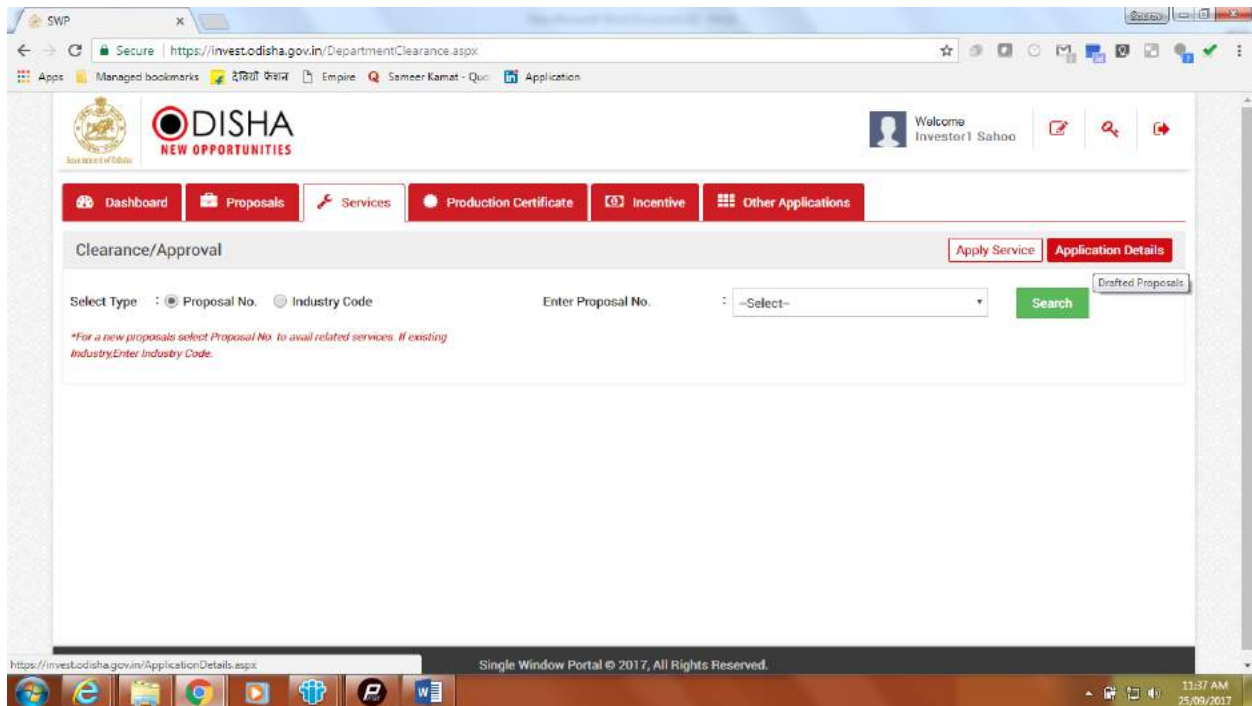 SWP
Secure | https://invest.odisha.gov.in/DepartmentClearance.aspx
Apps Managed bookmarks देवियों फैशन Empire Sameer Kamat - Quo Application
ODISHA
NEW OPPORTUNITIES
Government of Odisha
Welcome
Investor1 Sahoo
Dashboard Proposals Services Production Certificate Incentive Other Applications
Clearance/Approval Apply Service Application Details
Drafted Proposals
Select Type : Proposal No. Industry Code Enter Proposal No. : --Select-- Search
*For a new proposals select Proposal No. to avail related services. If existing
Industry,Enter Industry Code.
https://invest.odisha.gov.in/ApplicationDetails.aspx
Single Window Portal © 2017, All Rights Reserved.
11:37 AM
25/09/2017